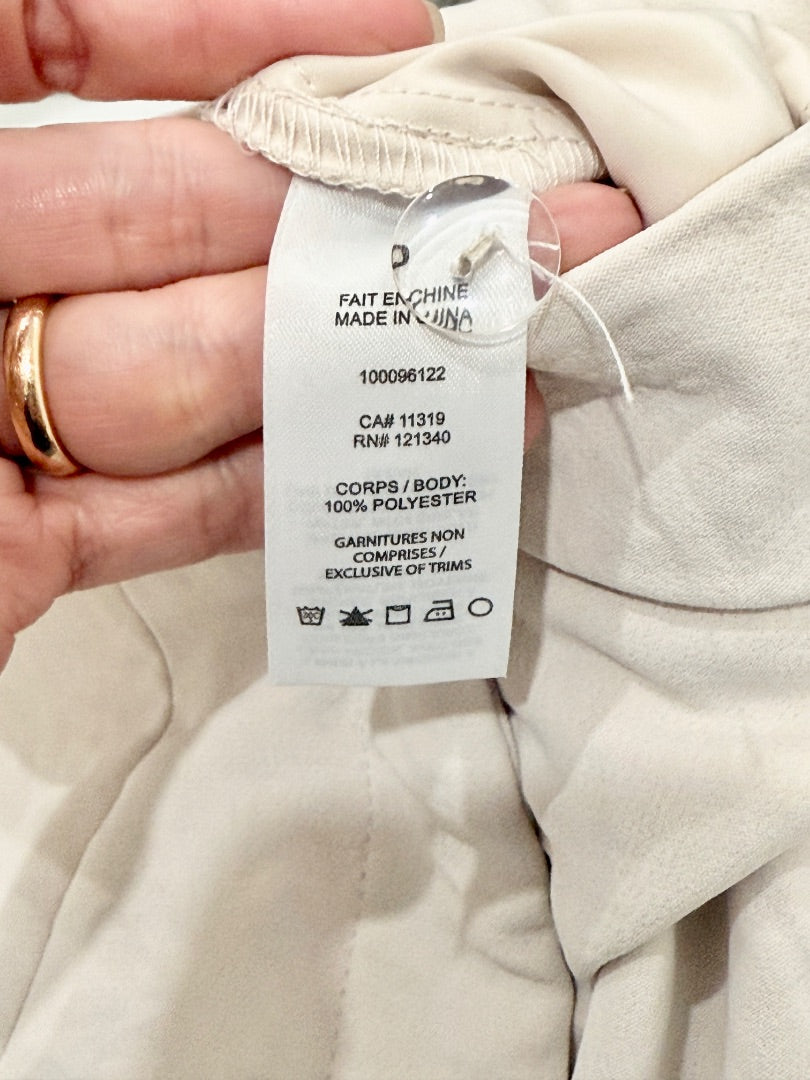 P
FAIT EN CHINE
MADE IN CHINA
100096122
CA# 11319
RN# 121340
CORPS / BODY:
100% POLYESTER
GARNITURES NON
COMPRISES /
EXCLUSIVE OF TRIMS